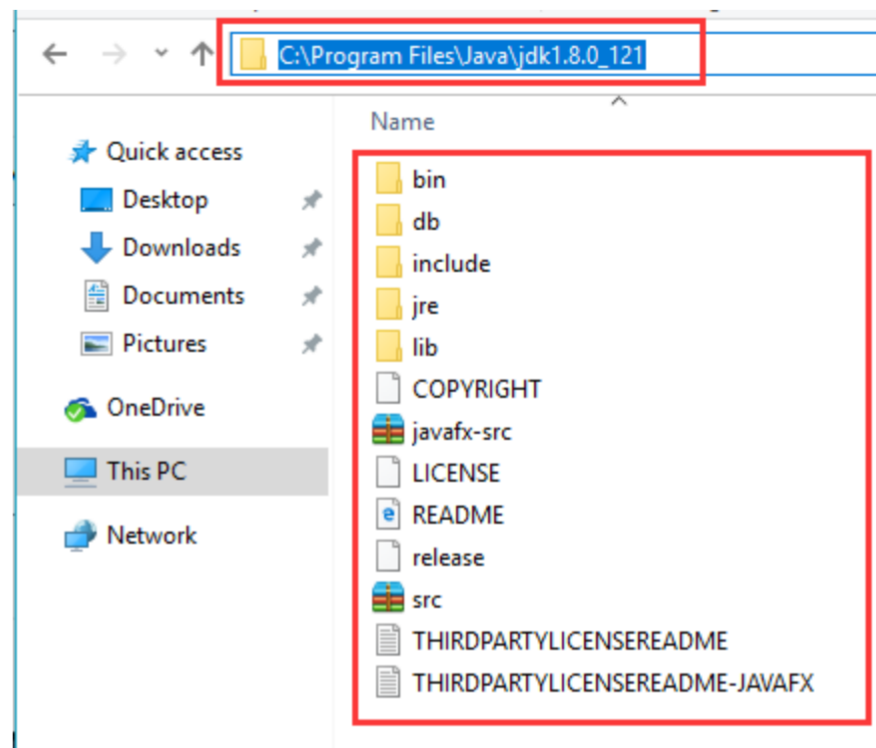 C:\Program Files\Java\jdk1.8.0_121
Name
Quick access
Desktop
Downloads
Documents
Pictures
OneDrive
This PC
Network
bin
db
include
jre
lib
COPYRIGHT
javafx-src
LICENSE
README
release
src
THIRDPARTYLICENSEREADME
THIRDPARTYLICENSEREADME-JAVAFX